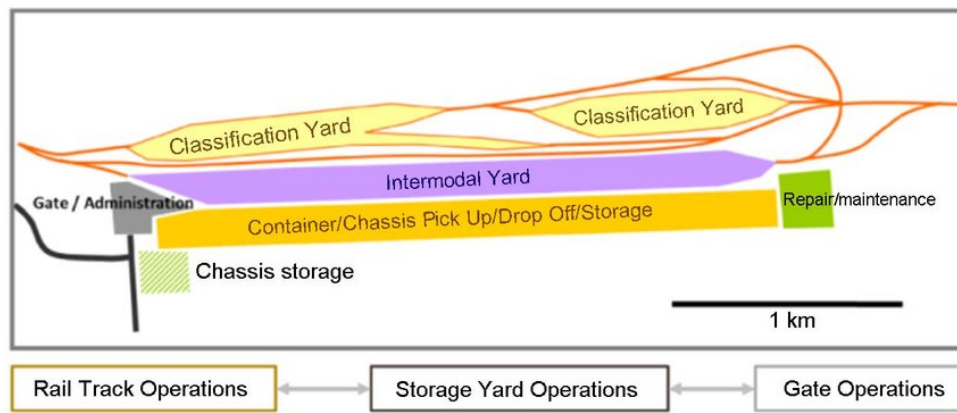 Classification Yard
Classification Yard
Intermodal Yard
Gate / Administration
Repair/maintenance
Container/Chassis Pick Up/Drop Off/Storage
Chassis storage
1 km
Rail Track Operations
Storage Yard Operations
Gate Operations